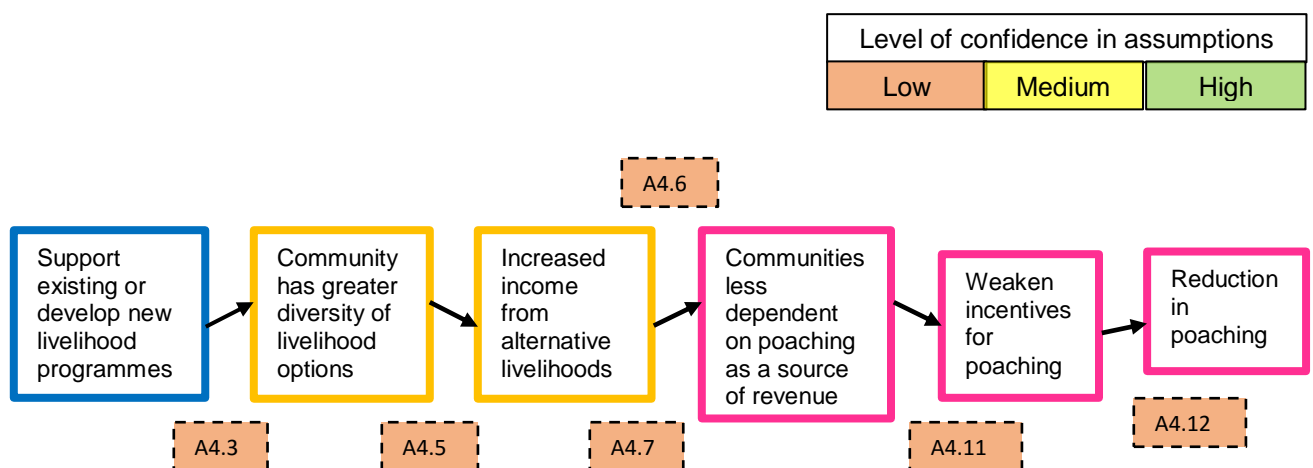 Level of confidence in assumptions
Low
Medium
High
A4.6
Support
existing or
develop new
livelihood
programmes
Community
has greater
diversity of
livelihood
options
Increased
income
from
alternative
livelihoods
Communities
less
dependent
on poaching
as a source
of revenue
Weaken
incentives
for
poaching
Reduction
in
poaching
A4.3
A4.5
A4.7
A4.11
A4.12